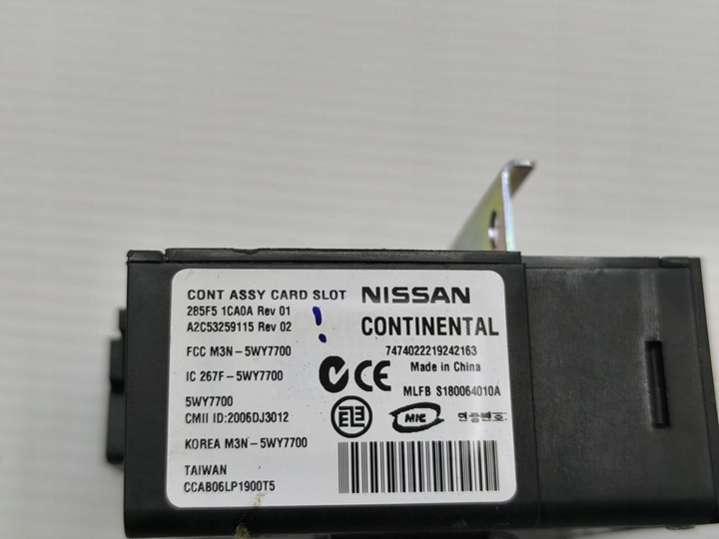 CONT ASSY CARD SLOT NISSAN
285F5 1CA0A Rev 01
A2C53259115 Rev 02
CONTINENTAL
FCC M3N-5WY7700
7474022219242163
Made in China
IC 267F-5WY7700
CE
MLFB S180064010A
5WY7700
CMII ID:2006DJ3012
MIC
KOREA M3N-5WY7700
TAIWAN
CCAB06LP1900T5